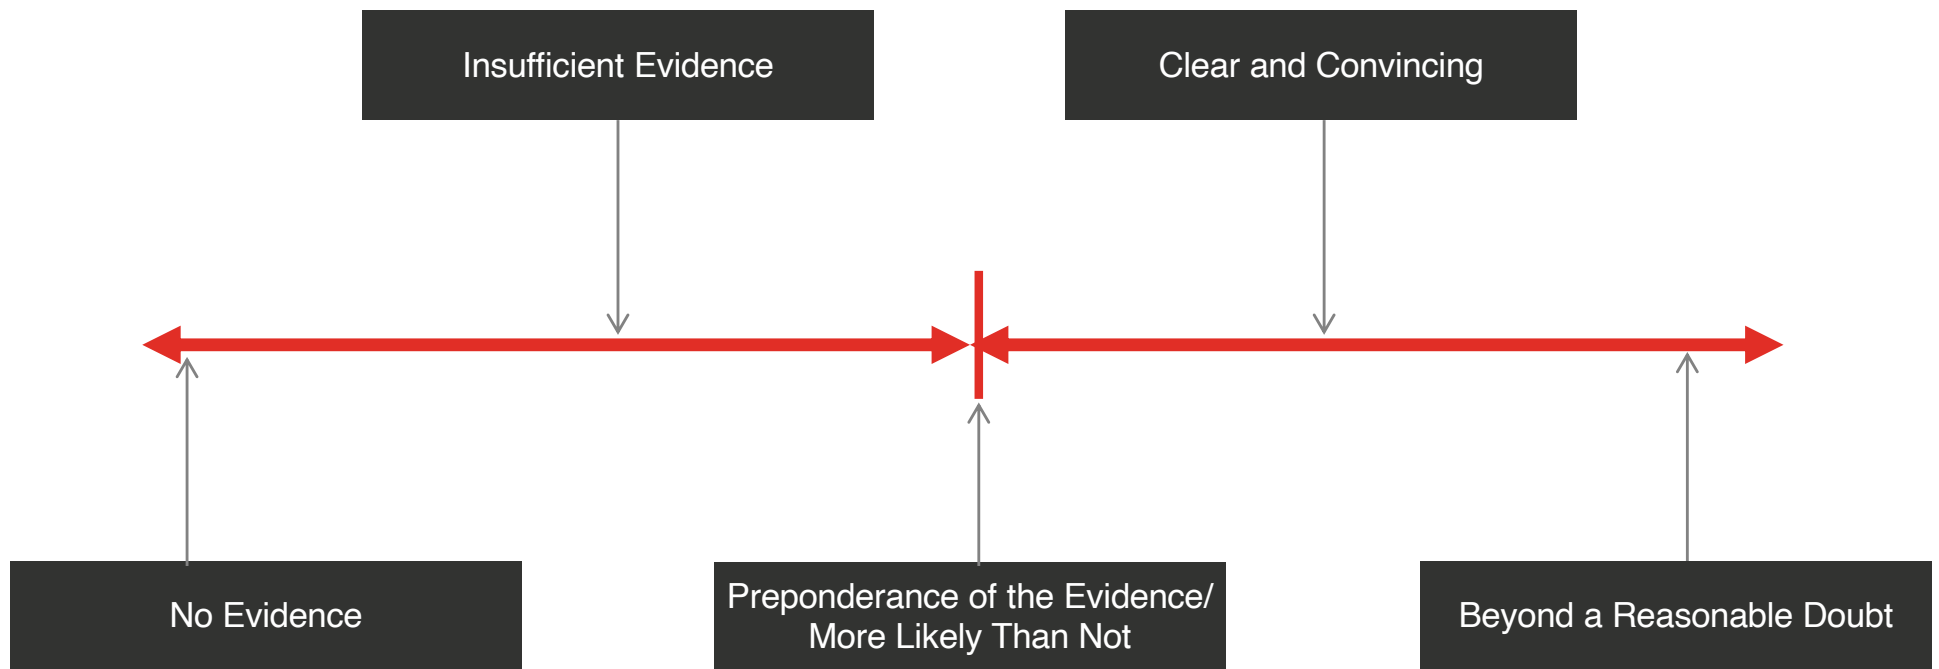 Insufficient Evidence
Clear and Convincing
No Evidence
Preponderance of the Evidence/
More Likely Than Not
Beyond a Reasonable Doubt